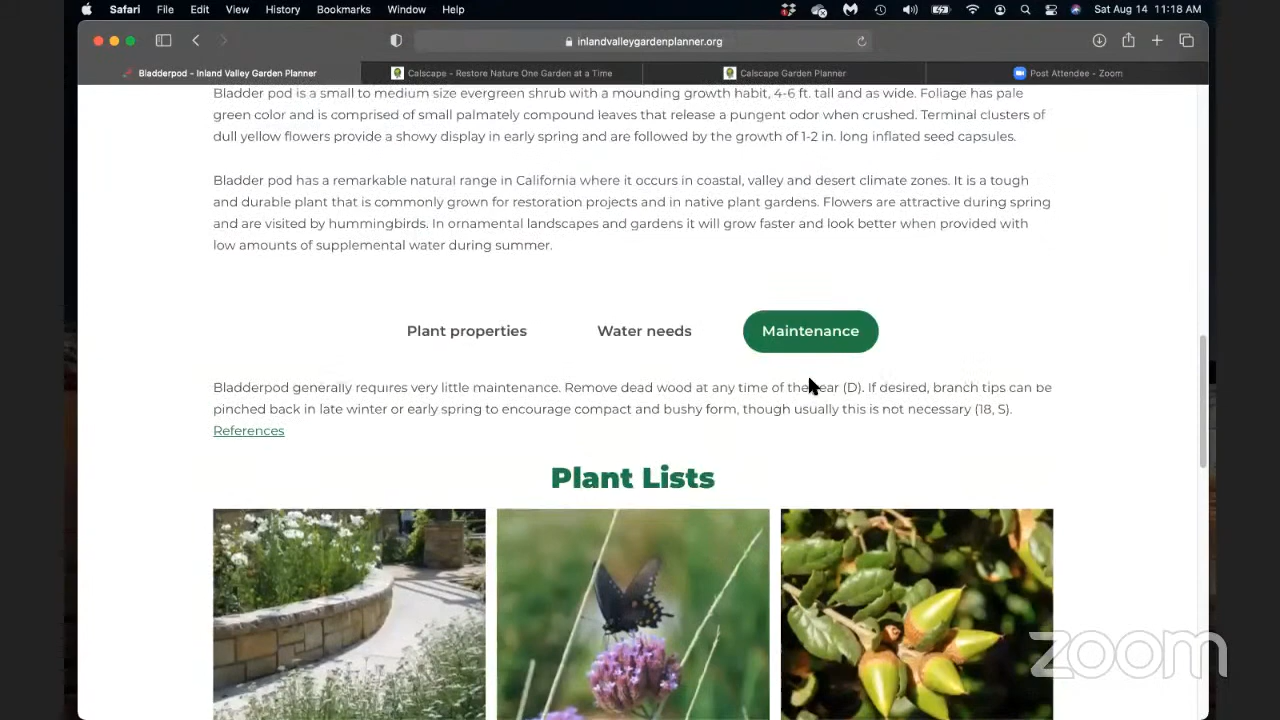 Safari File Edit View History Bookmarks Window Help Sat Aug 14 11:18 AM
inlandvalleygardenplanner.org
Bladderpod - Inland Valley Garden Planner Calscape - Restore Nature One Garden at a Time Calscape Garden Planner Post Attendee - Zoom
Bladder pod is a small to medium size evergreen shrub with a mounding growth habit, 4-6 ft. tall and as wide. Foliage has pale
green color and is comprised of small palmately compound leaves that release a pungent odor when crushed. Terminal clusters of
dull yellow flowers provide a showy display in early spring and are followed by the growth of 1-2 in. long inflated seed capsules.
Bladder pod has a remarkable natural range in California where it occurs in coastal, valley and desert climate zones. It is a tough
and durable plant that is commonly grown for restoration projects and in native plant gardens. Flowers are attractive during spring
and are visited by hummingbirds. In ornamental landscapes and gardens it will grow faster and look better when provided with
low amounts of supplemental water during summer.
Plant properties Water needs Maintenance
Bladderpod generally requires very little maintenance. Remove dead wood at any time of the year (D). If desired, branch tips can be
pinched back in late winter or early spring to encourage compact and bushy form, though usually this is not necessary (18, S).
References
Plant Lists
zoom